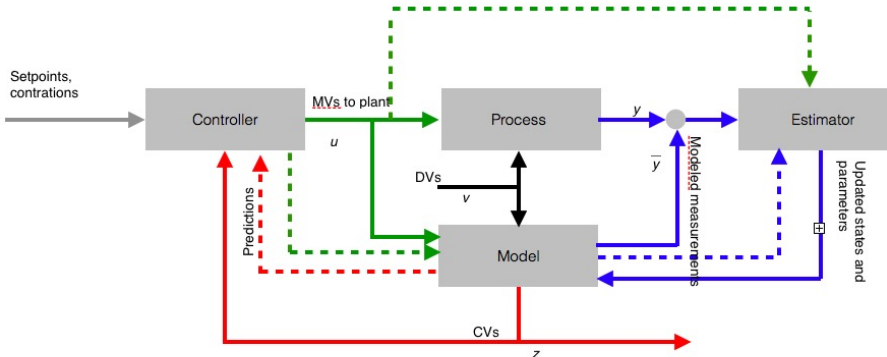 Setpoints,
contrations
Controller
MVs to plant
u
Process
y
Estimator
y
Modeled measurements
Updated states and
parameters
DVs
v
Predictions
Model
CVs
z